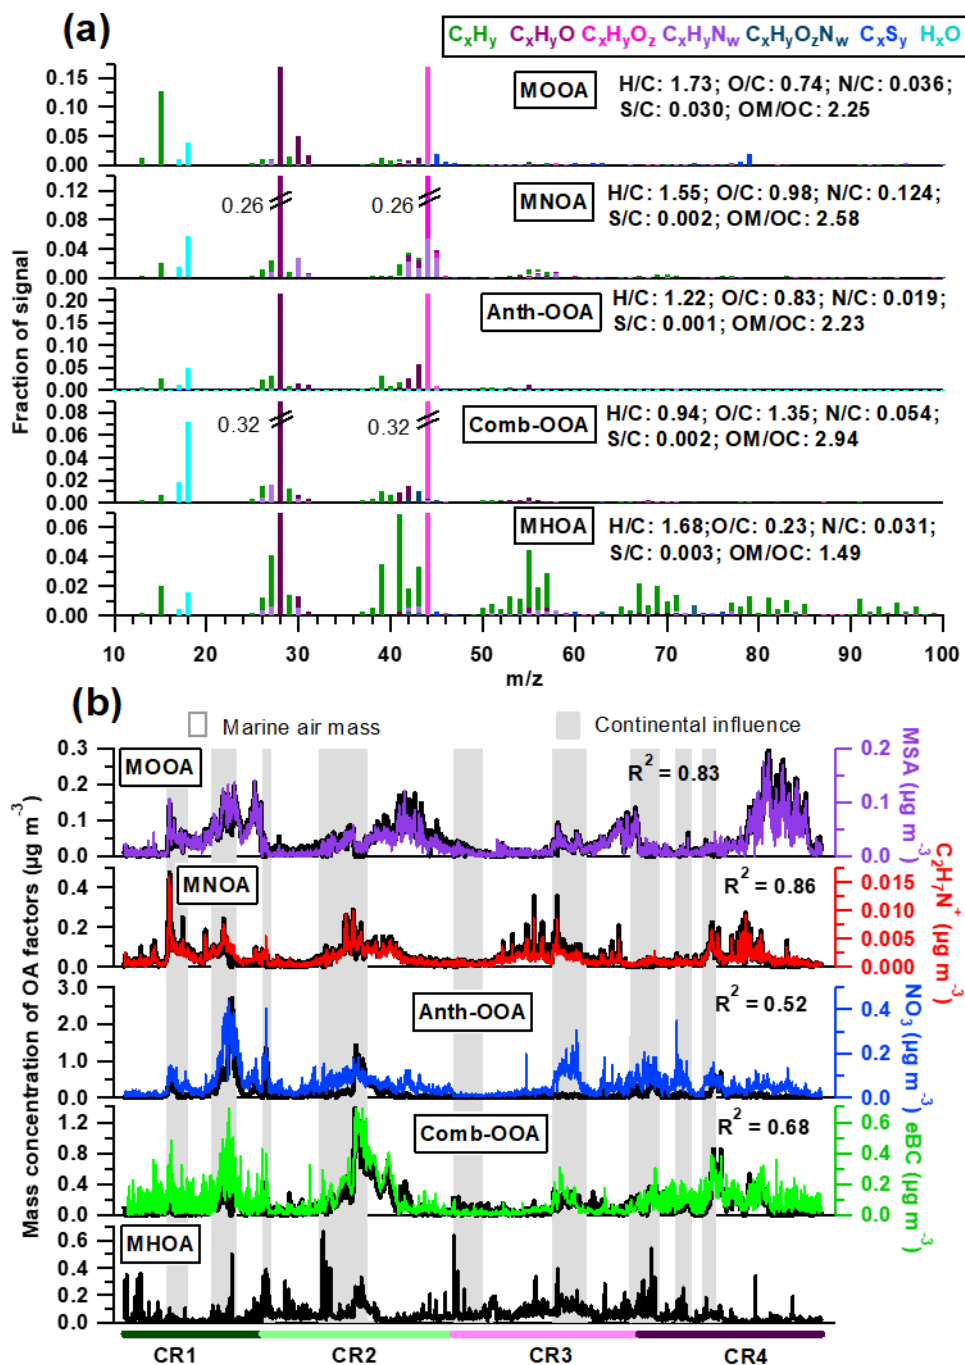 (a)
CxHy CxHyO CxHyOz CxHyNw CxHyOzNw CxSy HxO
Fraction of signal
0.15
0.10
0.05
0.00
MOOA
H/C: 1.73; O/C: 0.74; N/C: 0.036;
S/C: 0.030; OM/OC: 2.25
0.12
0.08
0.04
0.00
0.26
0.26
MNOA
H/C: 1.55; O/C: 0.98; N/C: 0.124;
S/C: 0.002; OM/OC: 2.58
0.20
0.15
0.10
0.05
0.00
Anth-OOA
H/C: 1.22; O/C: 0.83; N/C: 0.019;
S/C: 0.001; OM/OC: 2.23
0.08
0.06
0.04
0.02
0.00
0.32
0.32
Comb-OOA
H/C: 0.94; O/C: 1.35; N/C: 0.054;
S/C: 0.002; OM/OC: 2.94
0.06
0.04
0.02
0.00
MHOA
H/C: 1.68;O/C: 0.23; N/C: 0.031;
S/C: 0.003; OM/OC: 1.49
10 20 30 40 50 60 70 80 90 100
m/z
(b)
Marine air mass
Continental influence
Mass concentration of OA factors (µg m⁻³)
0.3
0.2
0.1
0.0
MOOA
R² = 0.83
0.2
0.1
0.0
MSA (µg m⁻³)
0.4
0.2
0.0
MNOA
R² = 0.86
0.015
0.010
0.005
0.000
C₂H₇N⁺ (µg m⁻³)
3.0
2.0
1.0
0.0
Anth-OOA
R² = 0.52
0.4
0.2
0.0
NO₃ (µg m⁻³)
1.2
0.8
0.4
0.0
Comb-OOA
R² = 0.68
0.6
0.4
0.2
0.0
eBC (µg m⁻³)
0.6
0.4
0.2
0.0
MHOA
CR1 CR2 CR3 CR4